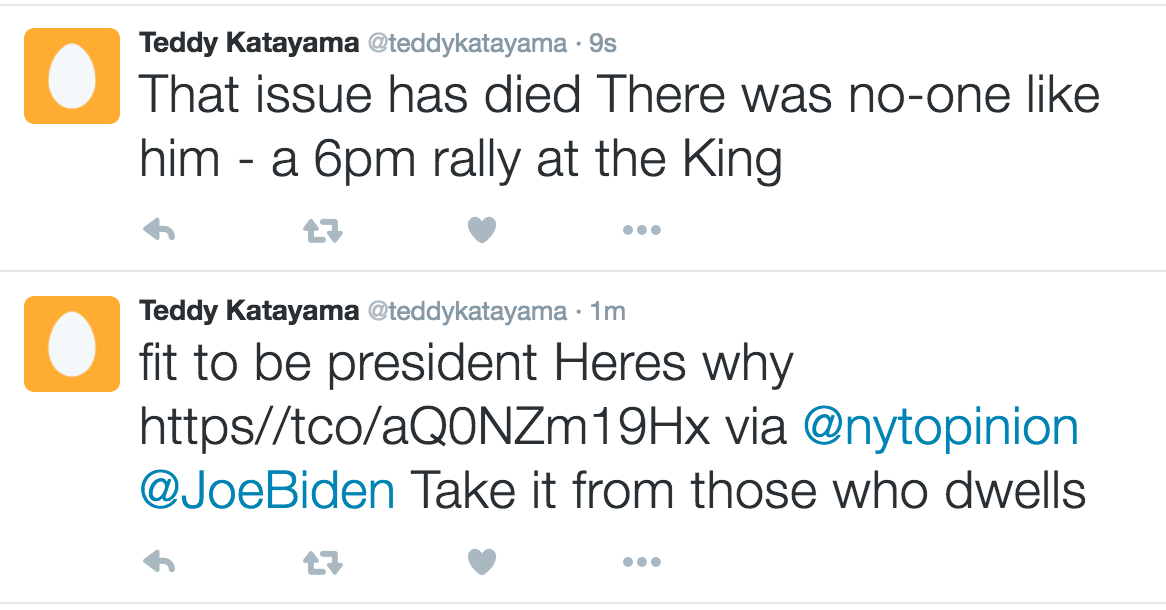 Teddy Katayama @teddykatayama · 9s
That issue has died There was no-one like
him - a 6pm rally at the King
Teddy Katayama @teddykatayama · 1m
fit to be president Heres why
https//tco/aQ0NZm19Hx via @nytopinion
@JoeBiden Take it from those who dwells